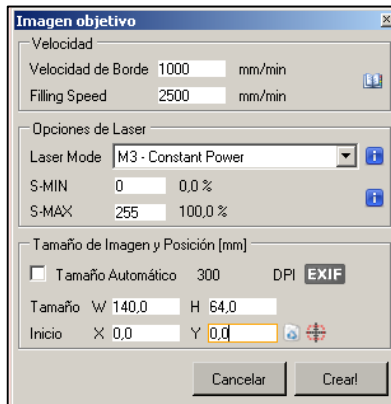 Imagen objetivo
Velocidad
Velocidad de Borde 1000 mm/min
Filling Speed 2500 mm/min
Opciones de Laser
Laser Mode M3 - Constant Power
S-MIN 0 0,0 %
S-MAX 255 100,0 %
Tamaño de Imagen y Posición [mm]
Tamaño Automático 300 DPI EXIF
Tamaño W 140,0 H 64,0
Inicio X 0,0 Y 0,0
Cancelar Crear!